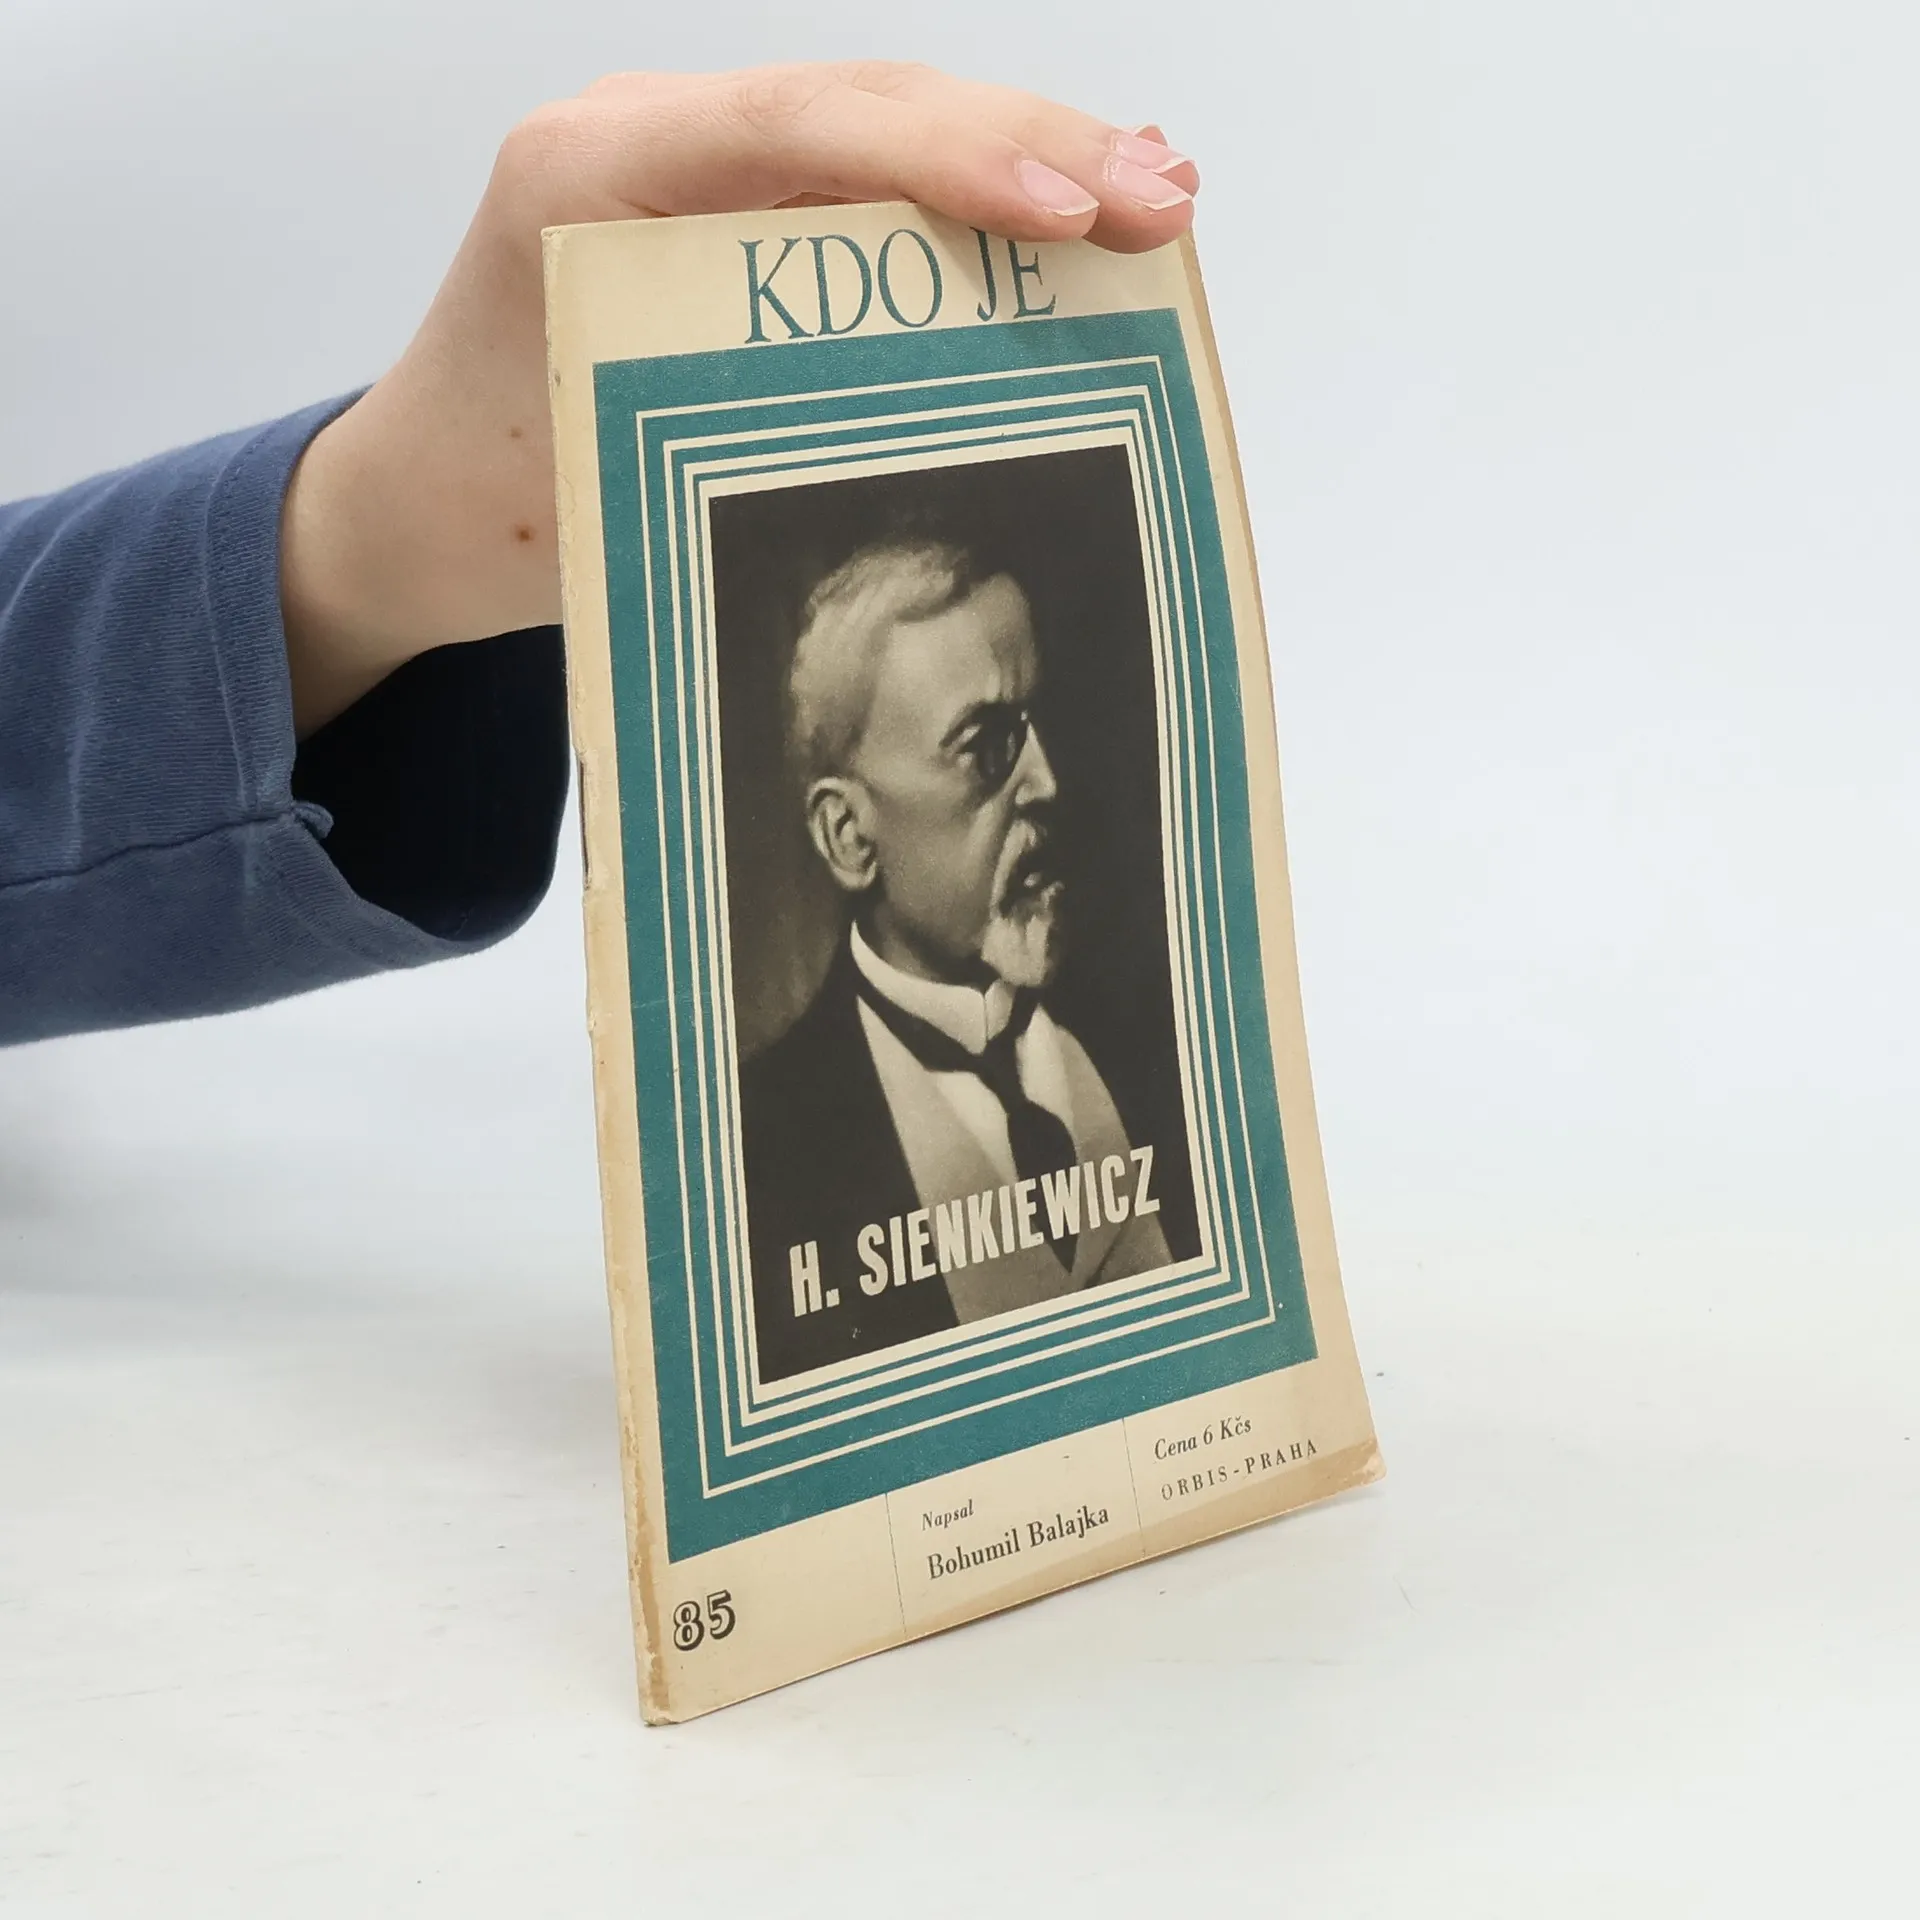 KDO JE
H. SIENKIEWICZ
85
Napsal
Bohumil Balajka
Cena 6 Kčs
ORBIS-PRAHA